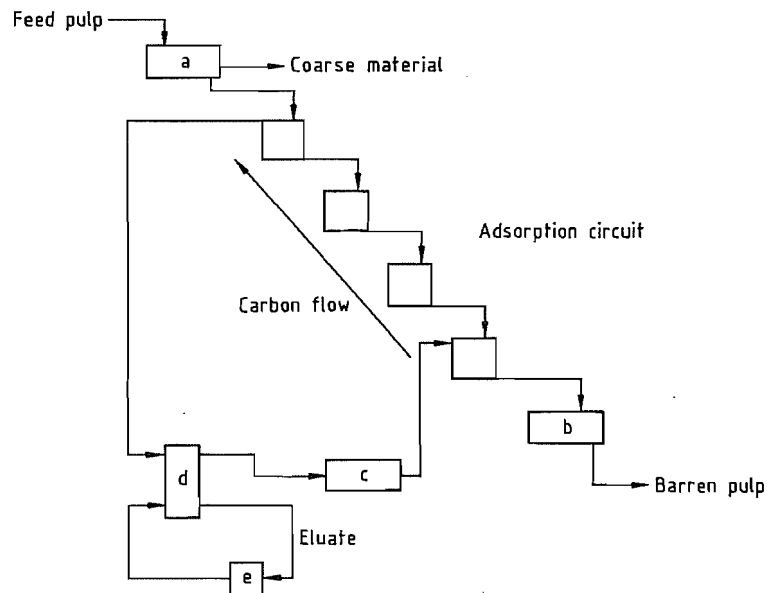 Feed pulp
a
Coarse material
Adsorption circuit
Carbon flow
b
d
c
Barren pulp
Eluate
e